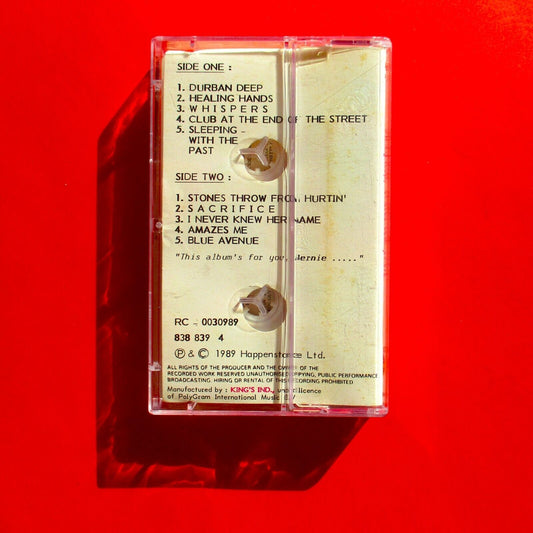 SIDE ONE :
1. DURBAN DEEP
2. HEALING HANDS
3. W H I S P E R S
4. CLUB AT THE END OF THE STREET
5. SLEEPING –
WITH THE
PAST
SIDE TWO :
1. STONES THROW FROM HURTIN'
2. S A C R I F I C E
3. I NEVER KNEW HER NAME
4. AMAZES ME
5. BLUE AVENUE
"This album's for you, Bernie ....."
RC - 0030989
838 839 4
Ⓟ & © 1989 Happenstance Ltd.
ALL RIGHTS OF THE PRODUCER AND THE OWNER OF THE
RECORDED WORK RESERVED UNAUTHORISED COPYING, PUBLIC PERFORMANCE
BROADCASTING, HIRING OR RENTAL OF THIS RECORDING PROHIBITED
Manufactured by : KING'S IND., under licence
of PolyGram International Music B.V